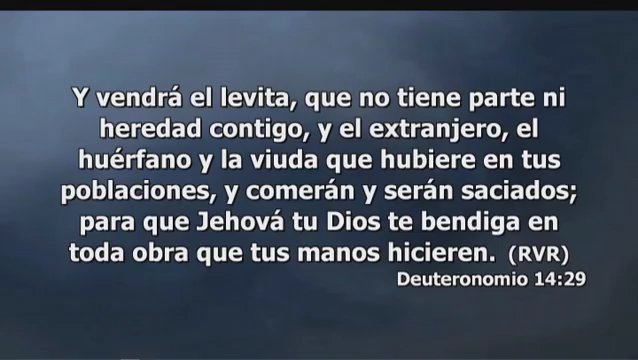 Y vendrá el levita, que no tiene parte ni
heredad contigo, y el extranjero, el
huérfano y la viuda que hubiere en tus
poblaciones, y comerán y serán saciados;
para que Jehová tu Dios te bendiga en
toda obra que tus manos hicieren. (RVR)
Deuteronomio 14:29